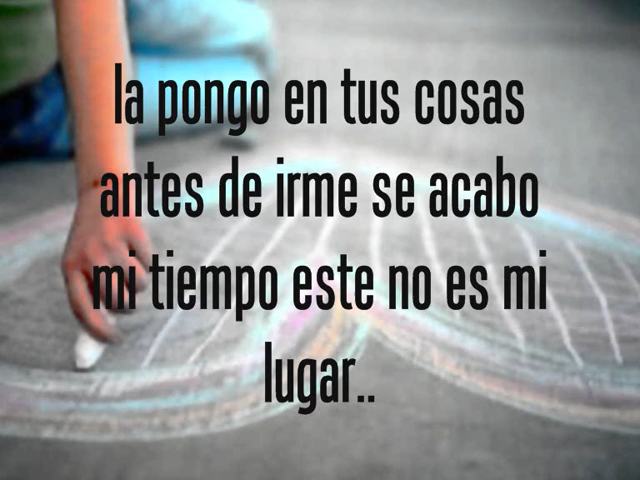 la pongo en tus cosas
antes de irme se acabo
mi tiempo este no es mi
lugar..